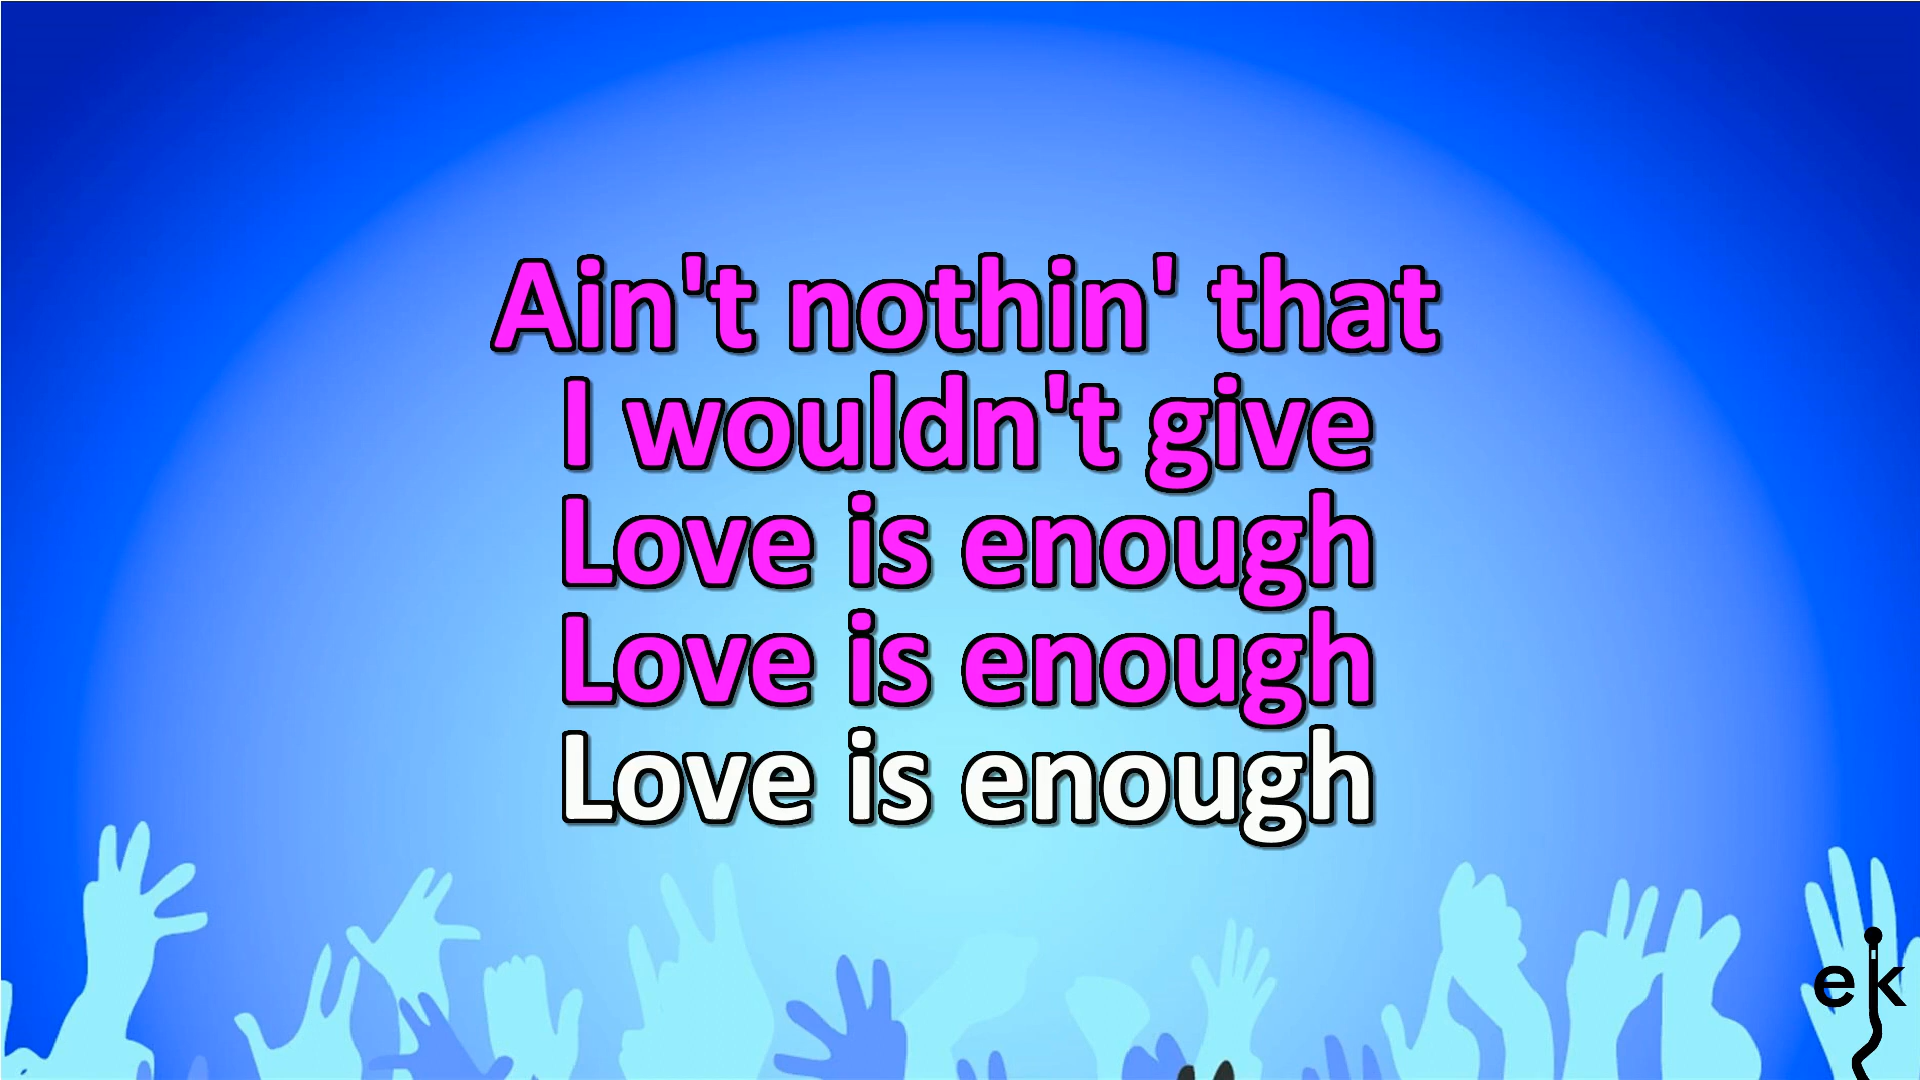 Ain't nothin' that
I wouldn't give
Love is enough
Love is enough
Love is enough
ek